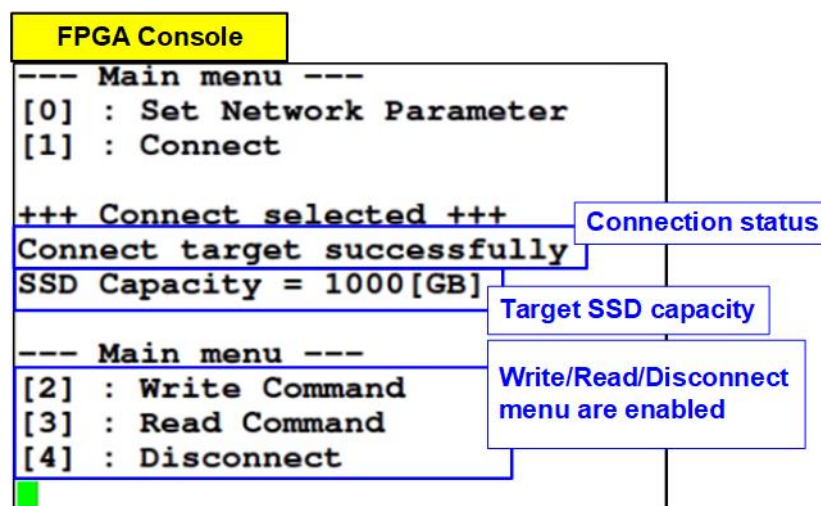 FPGA Console
--- Main menu ---
[0] : Set Network Parameter
[1] : Connect
+++ Connect selected +++
Connection status
Connect target successfully
SSD Capacity = 1000[GB]
Target SSD capacity
--- Main menu ---
[2] : Write Command
[3] : Read Command
[4] : Disconnect
Write/Read/Disconnect
menu are enabled